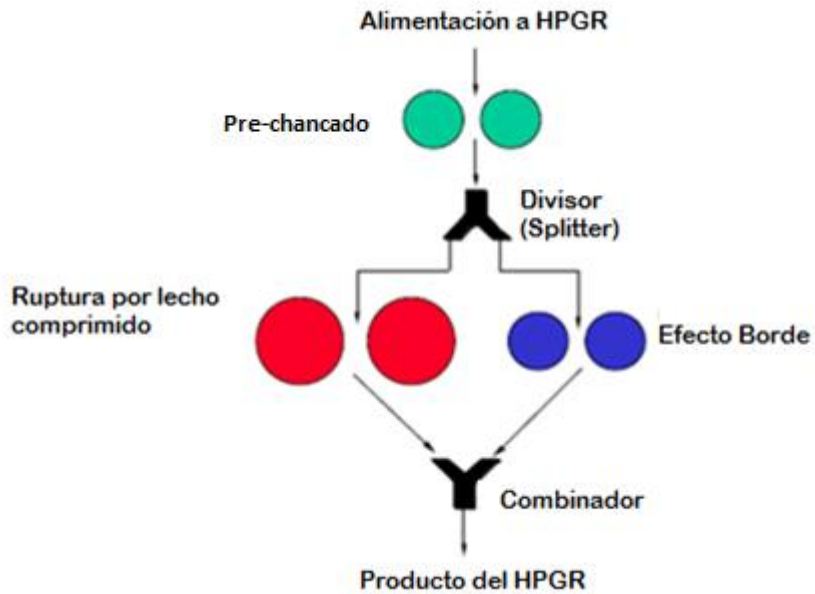 Alimentación a HPGR
Pre-chancado
Divisor
(Splitter)
Ruptura por lecho
comprimido
Efecto Borde
Combinador
Producto del HPGR